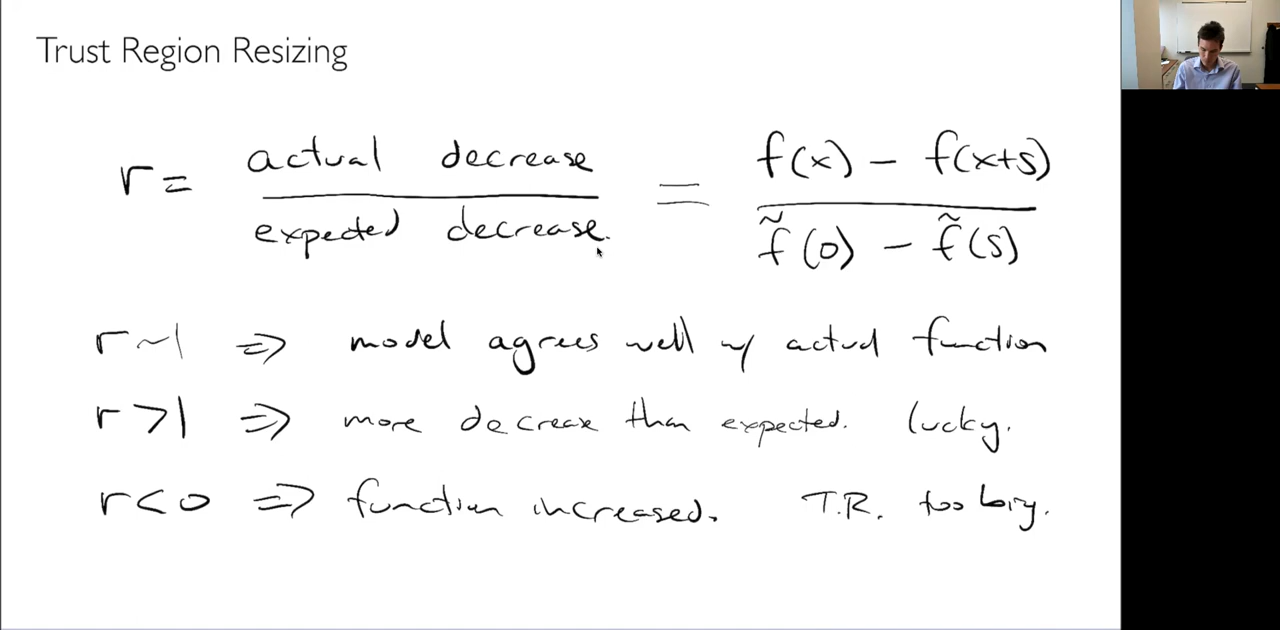 Trust Region Resizing
r = actual decrease / expected decrease. = f(x) - f(x+s) / f̃(0) - f̃(s)
r ~ 1 ⇒ model agrees well w/ actual function
r > 1 ⇒ more decrease than expected. lucky.
r < 0 ⇒ function increased. T.R. too big.